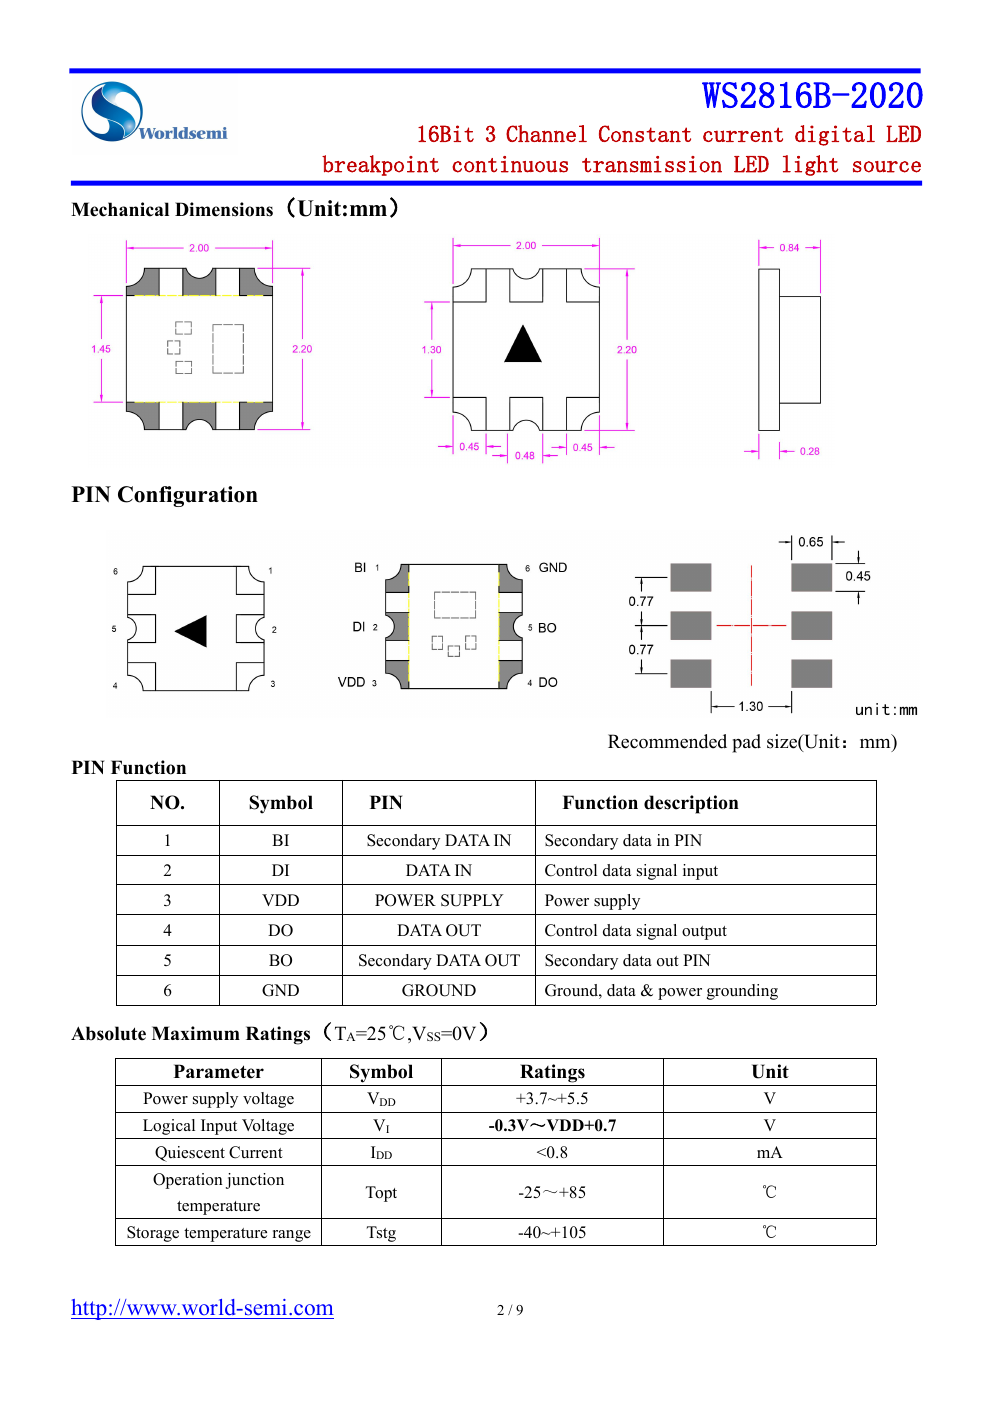 WS2816B-2020
Worldsemi
16Bit 3 Channel Constant current digital LED
breakpoint continuous transmission LED light source
Mechanical Dimensions（Unit:mm）
2.00
1.45
2.20
2.00
1.30
2.20
0.45
0.48
0.45
0.84
0.28
PIN Configuration
6
1
5
2
4
3
BI 1
6 GND
DI 2
5 BO
VDD 3
4 DO
0.65
0.45
0.77
0.77
1.30
unit:mm
Recommended pad size(Unit：mm)
PIN Function
NO. Symbol PIN Function description
1 BI Secondary DATA IN Secondary data in PIN
2 DI DATA IN Control data signal input
3 VDD POWER SUPPLY Power supply
4 DO DATA OUT Control data signal output
5 BO Secondary DATA OUT Secondary data out PIN
6 GND GROUND Ground, data & power grounding
Absolute Maximum Ratings（TA=25℃,VSS=0V）
Parameter Symbol Ratings Unit
Power supply voltage VDD +3.7~+5.5 V
Logical Input Voltage VI -0.3V～VDD+0.7 V
Quiescent Current IDD <0.8 mA
Operation junction
temperature Topt -25～+85 ℃
Storage temperature range Tstg -40~+105 ℃
http://www.world-semi.com 2 / 9